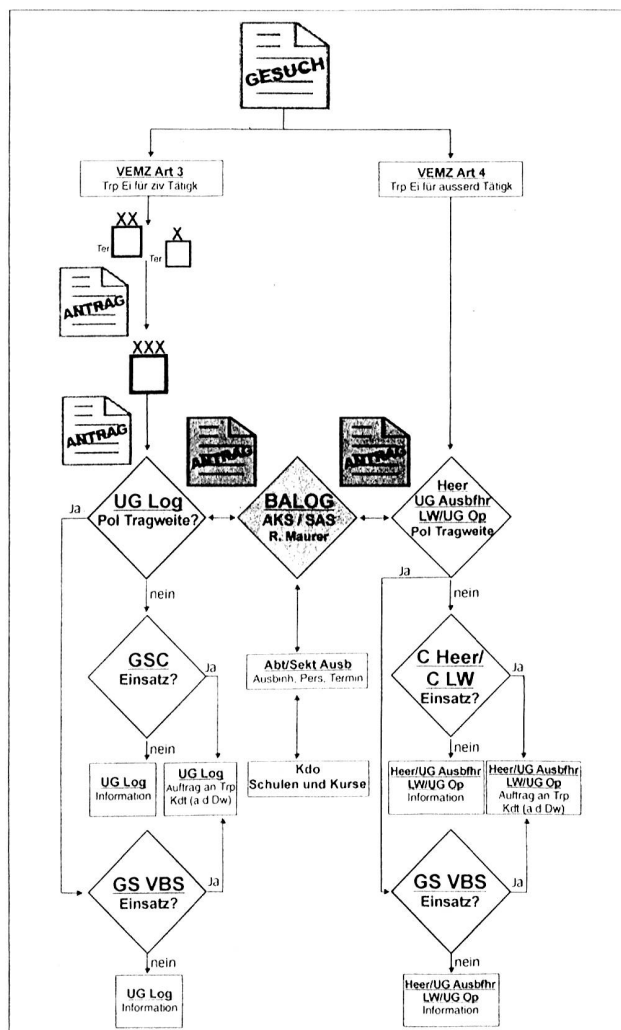 GESUCH
VEMZ Art 3
Trp Ei für ziv Tätigk
VEMZ Art 4
Trp Ei für ausserd Tätigk
XX
Ter
X
Ter
ANTRAG
XXX
ANTRAG
ANTRAG
ANTRAG
Ja
UG Log
Pol Tragweite?
BALOG
AKS / SAS
R. Maurer
Heer
UG Ausbfhr
LW/UG Op
Pol Tragweite
Ja
nein
nein
GSC
Einsatz?
Ja
Abt/Sekt Ausb
Ausbinh, Pers, Termin
C Heer/
C LW
Einsatz?
Ja
nein
nein
UG Log
Information
UG Log
Auftrag an Trp
Kdt (a d Dw)
Kdo
Schulen und Kurse
Heer/UG Ausbfhr
LW/UG Op
Information
Heer/UG Ausbfhr
LW/UG Op
Auftrag an Trp
Kdt (a d Dw)
GS VBS
Einsatz?
Ja
GS VBS
Einsatz?
Ja
nein
nein
UG Log
Information
Heer/UG Ausbfhr
LW/UG Op
Information